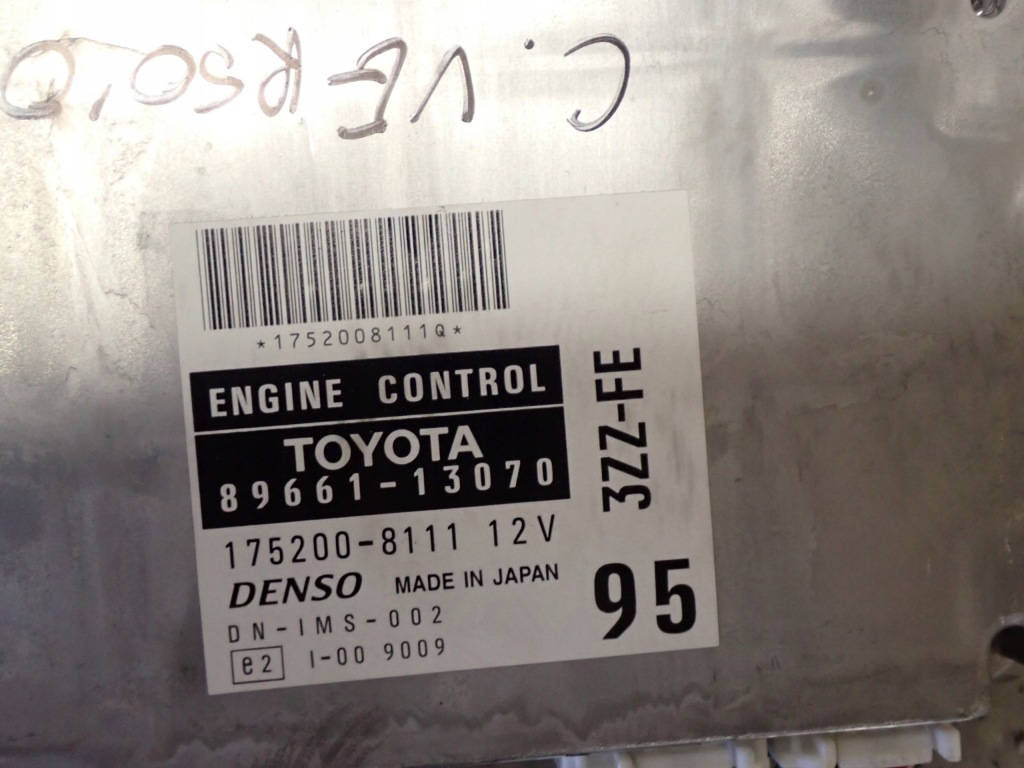 C. VERSO '0
*1752008111Q*
ENGINE CONTROL
TOYOTA
89661-13070
175200-8111 12V
DENSO MADE IN JAPAN
DN-IMS-002
e2 I-00 9009
3ZZ-FE
95